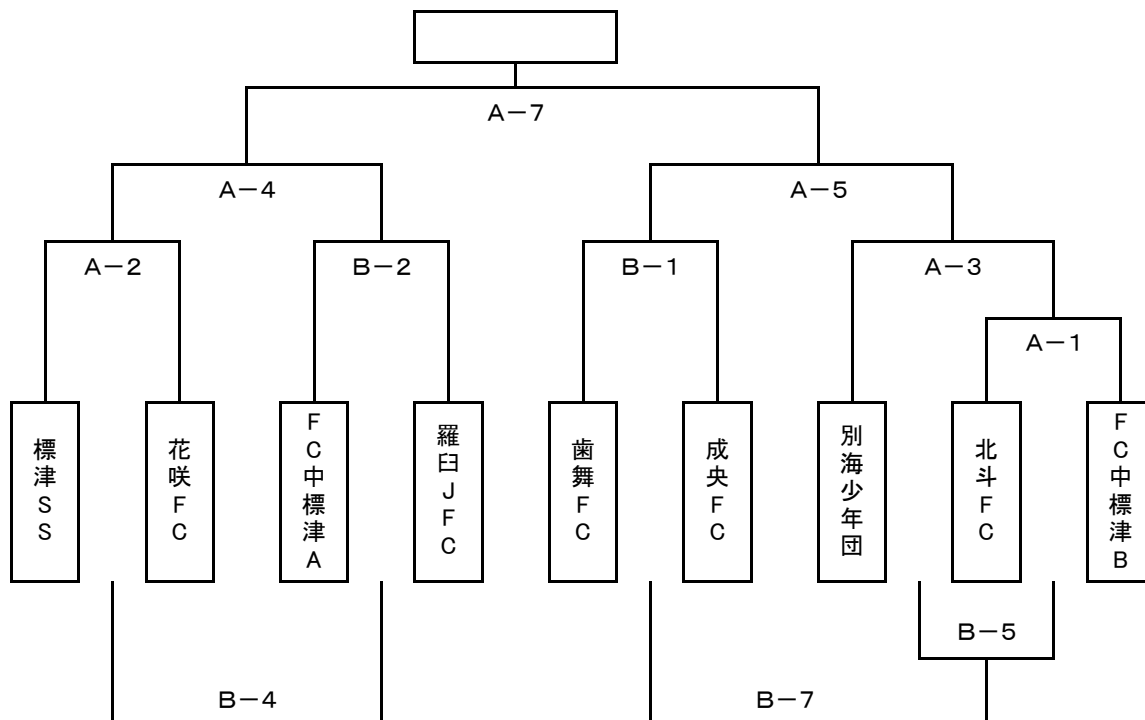 A－7
A－4
A－5
A－2
B－2
B－1
A－3
A－1
標津SS
花咲FC
FC中標津A
羅臼JFC
歯舞FC
成央FC
別海少年団
北斗FC
FC中標津B
B－5
B－4
B－7